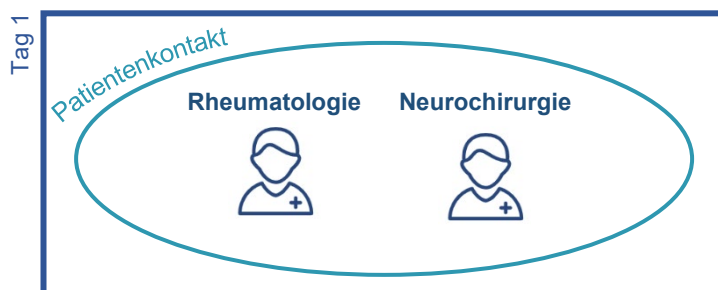 Tag 1
Patientenkontakt
Rheumatologie
Neurochirurgie